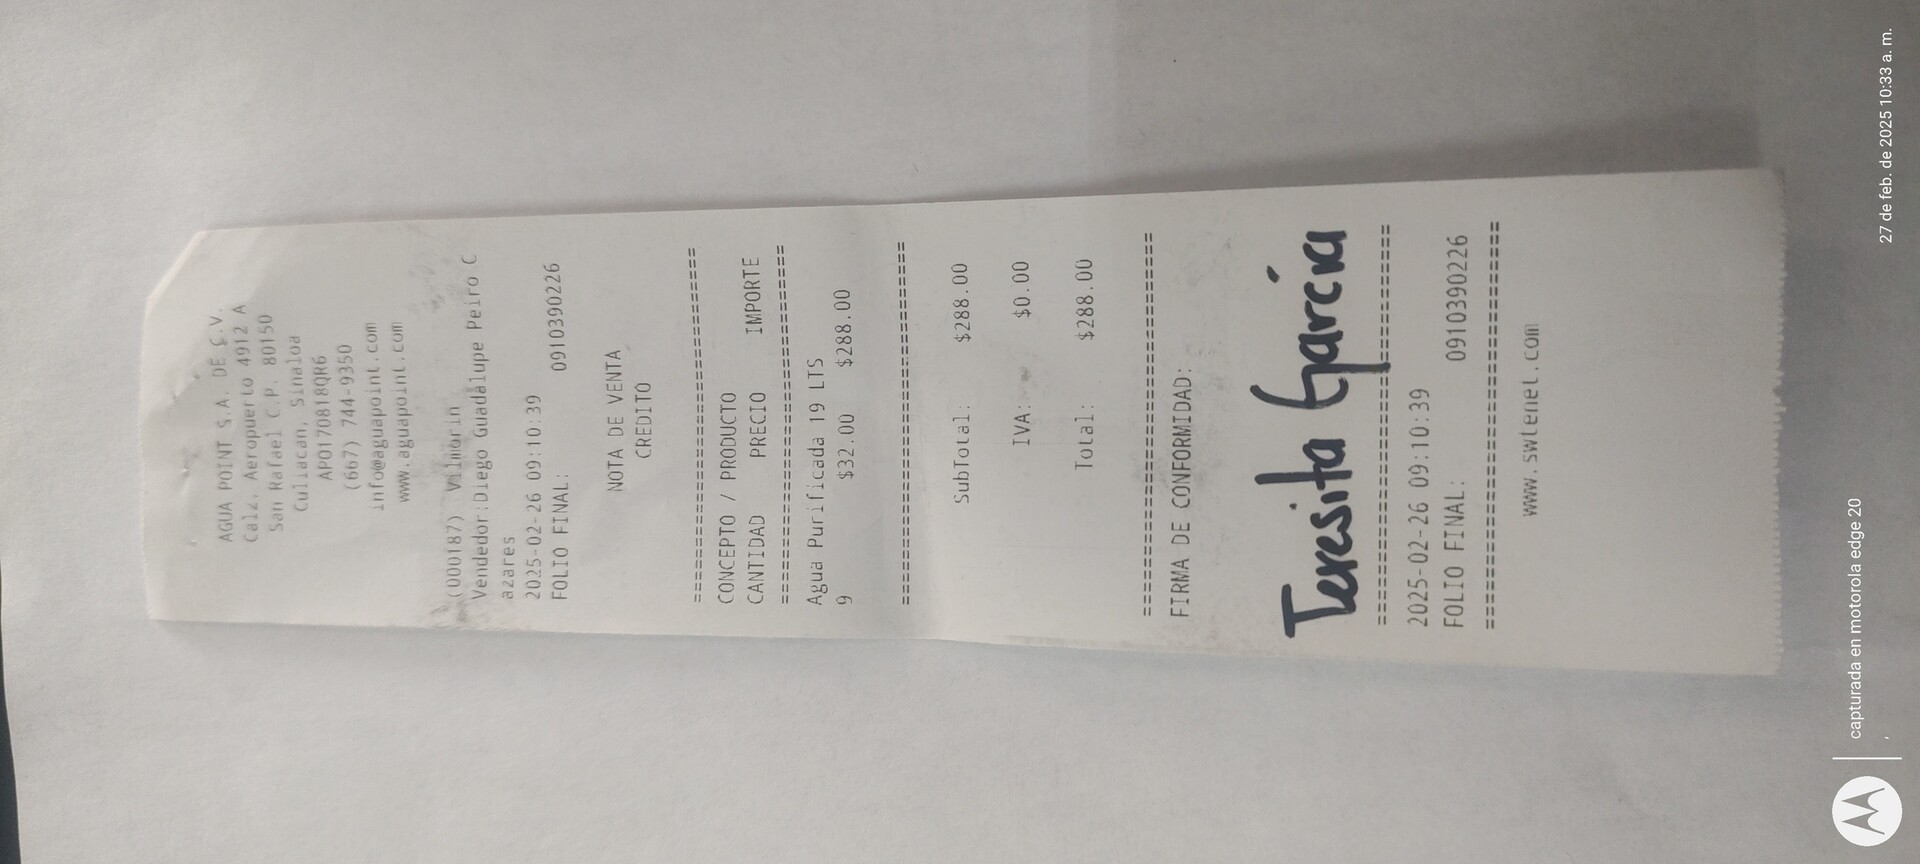 AGUA POINT S.A. DE C.V.
Calz. Aeropuerto 4912 A
San Rafael C.P. 80150
Culiacan, Sinaloa
APO170818QR6
(667) 744-9350
info@aguapoint.com
www.aguapoint.com
(000187) Vilmorin
Vendedor:Diego Guadalupe Peiro C
azares
2025-02-26 09:10:39
FOLIO FINAL: 0910390226
NOTA DE VENTA
CREDITO
================================
CONCEPTO / PRODUCTO
CANTIDAD PRECIO IMPORTE
================================
Agua Purificada 19 LTS
9 $32.00 $288.00
================================
SubTotal: $288.00
IVA: $0.00
Total: $288.00
================================
FIRMA DE CONFORMIDAD:
Teresita García
================================
2025-02-26 09:10:39
FOLIO FINAL: 0910390226
================================
www.swtenet.com
capturada en motorola edge 20
27 de feb. de 2025 10:33 a. m.